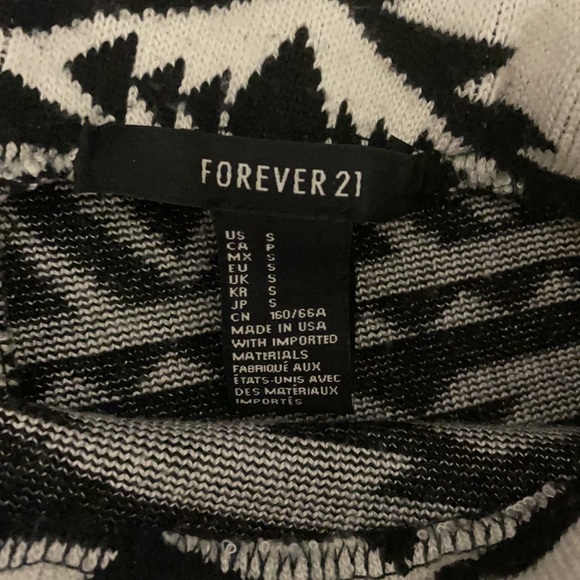 FOREVER 21
US S
CA P
MX S
EU S
UK S
KR S
JP S
CN 160/66A
MADE IN USA
WITH IMPORTED
MATERIALS
FABRIQUÉ AUX
ÉTATS-UNIS AVEC
DES MATÉRIAUX
IMPORTÉS